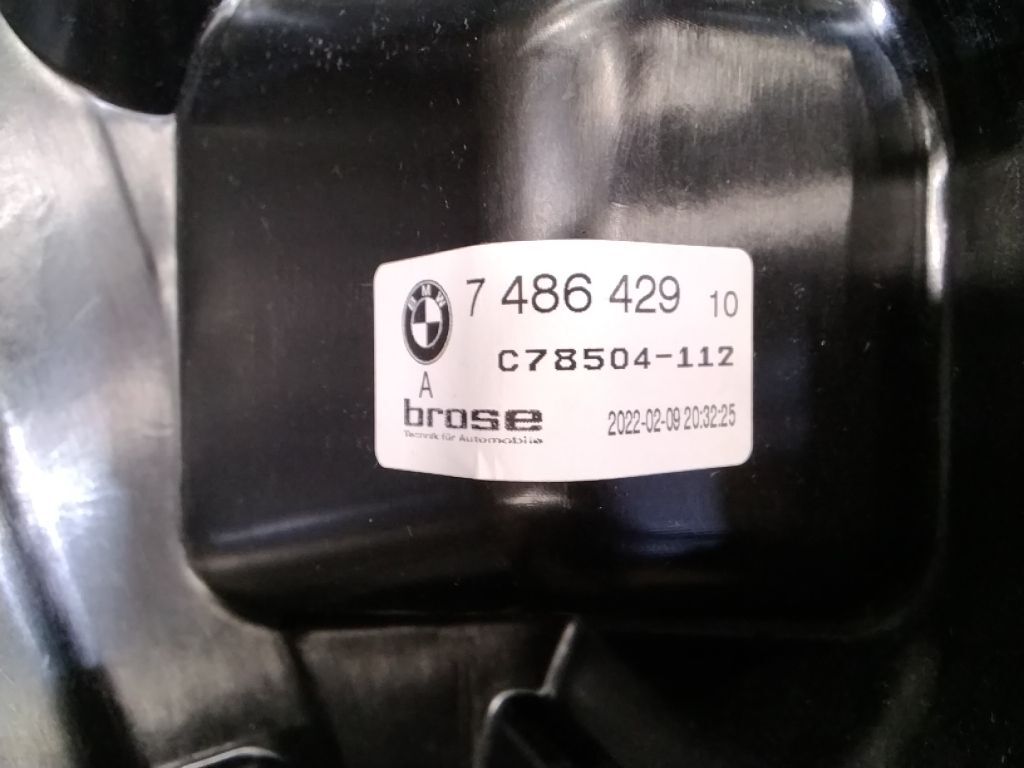 BMW
7 486 429 10
C78504-112
A
brose
Technik für Automobile
2022-02-09 20:32:25